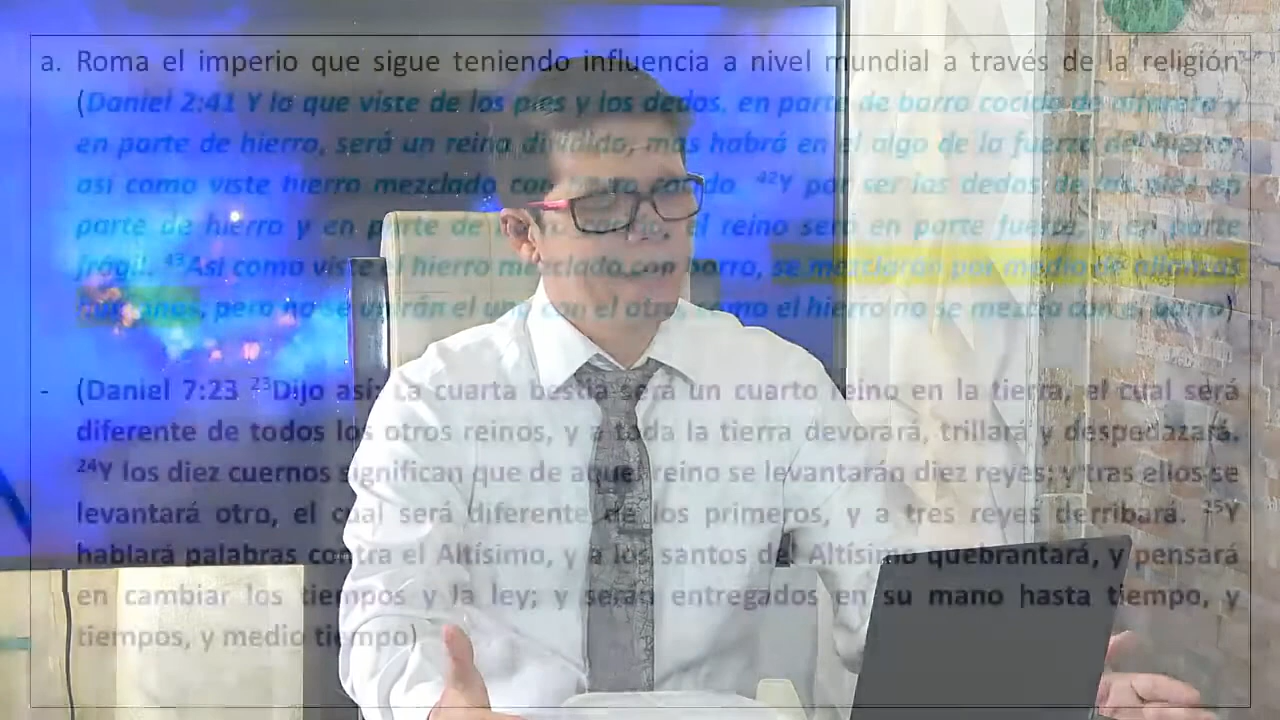 a. Roma el imperio que sigue teniendo influencia a nivel mundial a través de la religión
(Daniel 2:41 Y lo que viste de los pies y los dedos, en parte de barro cocido de alfarero y
en parte de hierro, será un reino dividido, mas habrá en él algo de la fuerza del hierro,
así como viste hierro mezclado con barro cocido. ⁴²Y por ser los dedos de los pies en
parte de hierro y en parte de barro cocido, el reino será en parte fuerte, y en parte
frágil. ⁴³Así como viste el hierro mezclado con barro, se mezclarán por medio de alianzas
humanas, pero no se unirán el uno con el otro, como el hierro no se mezcla con el barro)
- (Daniel 7:23 ²³Dijo así: La cuarta bestia será un cuarto reino en la tierra, el cual será
diferente de todos los otros reinos, y a toda la tierra devorará, trillará y despedazará.
²⁴Y los diez cuernos significan que de aquel reino se levantarán diez reyes; y tras ellos se
levantará otro, el cual será diferente de los primeros, y a tres reyes derribará. ²⁵Y
hablará palabras contra el Altísimo, y a los santos del Altísimo quebrantará, y pensará
en cambiar los tiempos y la ley; y serán entregados en su mano hasta tiempo, y
tiempos, y medio tiempo)